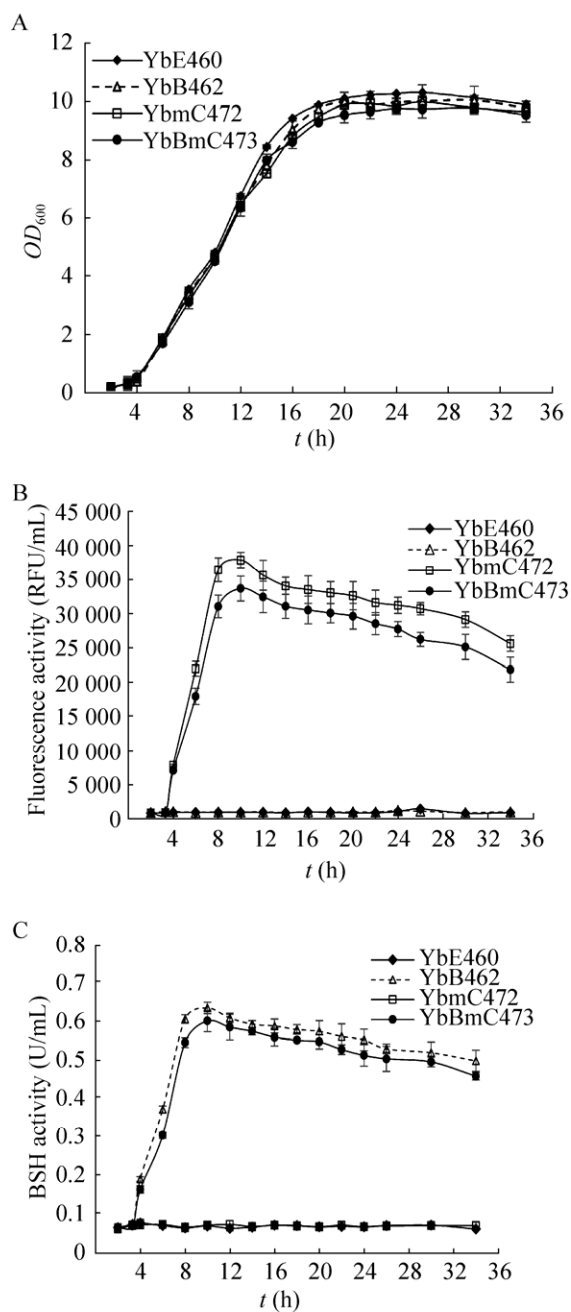 A
12
10
8
6
4
2
0
OD600
YbE460
YbB462
YbmC472
YbBmC473
4 8 12 16 20 24 28 32 36
t (h)
B
45 000
40 000
35 000
30 000
25 000
20 000
15 000
10 000
5 000
0
Fluorescence activity (RFU/mL)
YbE460
YbB462
YbmC472
YbBmC473
4 8 12 16 20 24 28 32 36
t (h)
C
0.8
0.7
0.6
0.5
0.4
0.3
0.2
0.1
0
BSH activity (U/mL)
YbE460
YbB462
YbmC472
YbBmC473
4 8 12 16 20 24 28 32 36
t (h)